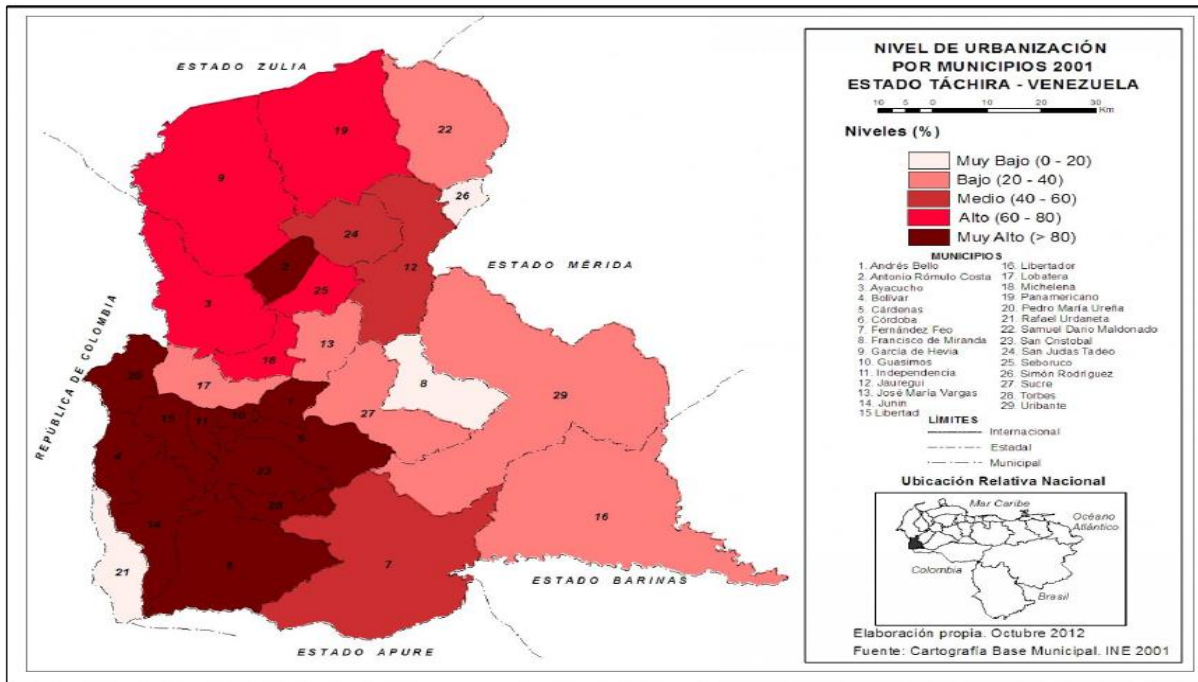 ESTADO ZULIA
ESTADO MÉRIDA
REPÚBLICA DE COLOMBIA
ESTADO BARINAS
ESTADO APURE
19
22
9
26
24
12
2
25
3
13
18
8
17
27
29
15
11
10
1
4
23
28
14
16
7
21
NIVEL DE URBANIZACIÓN
POR MUNICIPIOS 2001
ESTADO TÁCHIRA - VENEZUELA
10 5 0 10 20 30
Km
Niveles (%)
Muy Bajo (0 - 20)
Bajo (20 - 40)
Medio (40 - 60)
Alto (60 - 80)
Muy Alto (> 80)
MUNICIPIOS
1. Andrés Bello
2. Antonio Rómulo Costa
3. Ayacucho
4. Bolívar
5. Cárdenas
6. Córdoba
7. Fernández Feo
8. Francisco de Miranda
9. García de Hevia
10. Guasimos
11. Independencia
12. Jauregui
13. José María Vargas
14. Junín
15 Libertad
16. Libertador
17. Lobatera
18. Michelena
19. Panamericano
20. Pedro María Ureña
21. Rafael Urdaneta
22. Samuel Dario Maldonado
23. San Cristobal
24. San Judas Tadeo
25. Seboruco
26. Simón Rodríguez
27. Sucre
28. Torbes
29. Uribante
LÍMITES
Internacional
Estadal
Municipal
Ubicación Relativa Nacional
Mar Caribe
Océano
Atlántico
Colombia
Brasil
Elaboración propia. Octubre 2012
Fuente: Cartografía Base Municipal. INE 2001